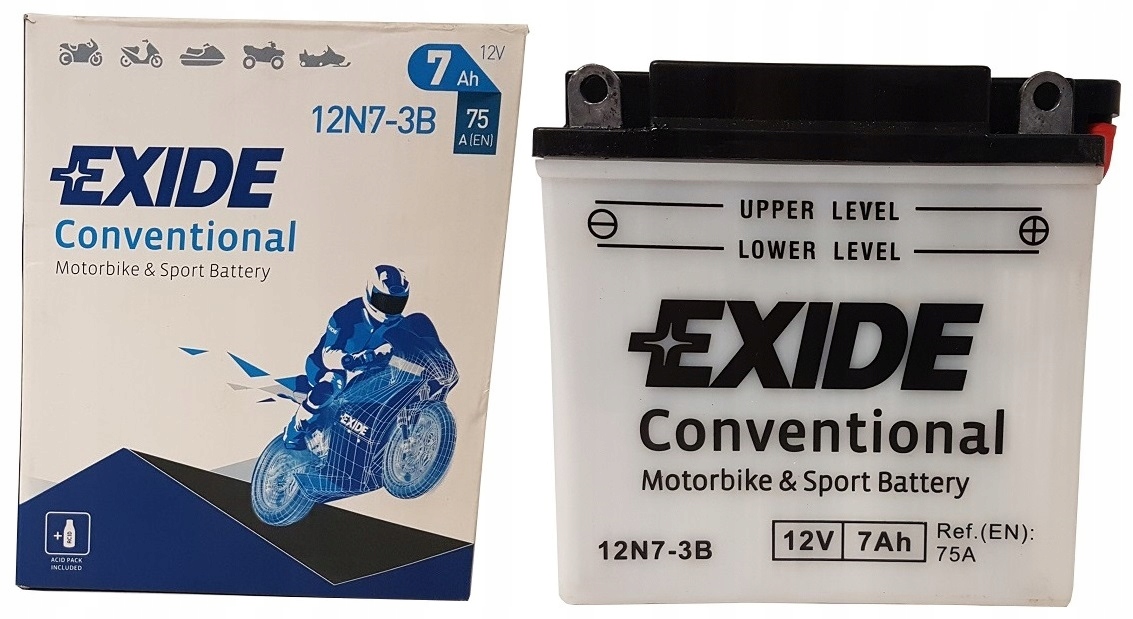 7 Ah
12V
12N7-3B
75
A (EN)
EXIDE
Conventional
Motorbike & Sport Battery
EXIDE
+
ACID
ACID PACK
INCLUDED
UPPER LEVEL
LOWER LEVEL
EXIDE
Conventional
Motorbike & Sport Battery
12N7-3B
12V 7Ah
Ref.(EN):
75A